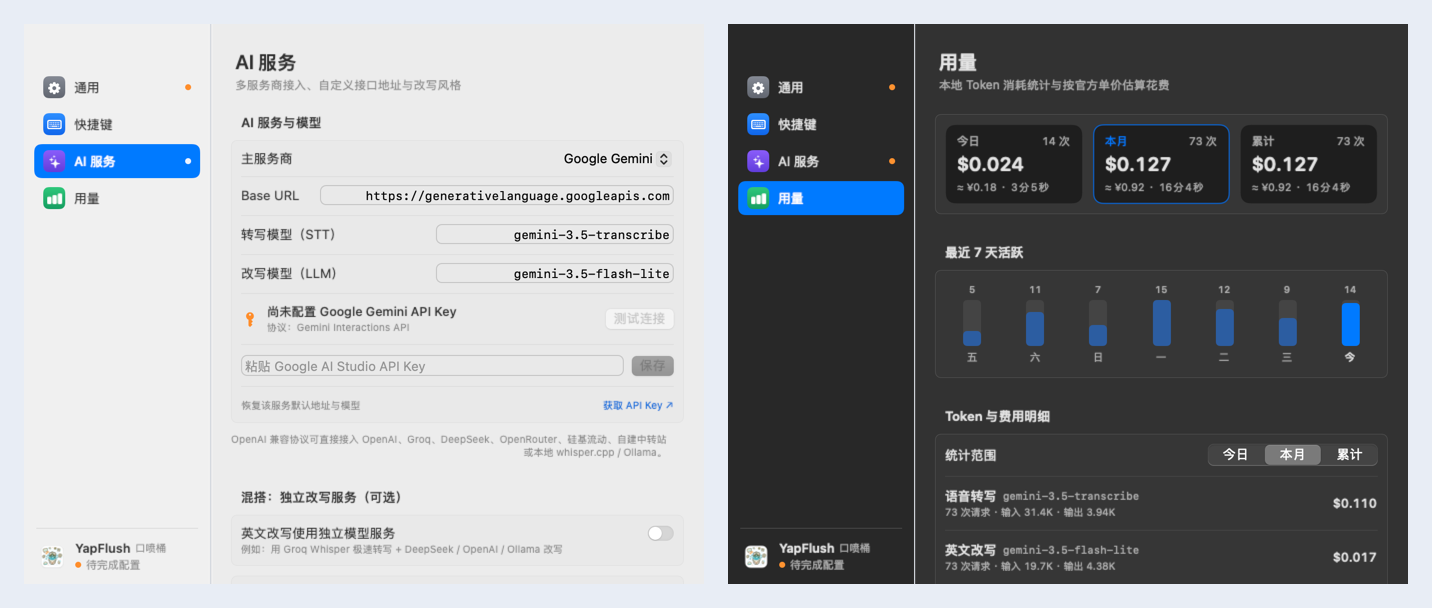 通用
快捷键
AI 服务
用量
YapFlush 口喷桶
待完成配置
AI 服务
多服务商接入、自定义接口地址与改写风格
AI 服务与模型
主服务商 Google Gemini
Base URL https://generativelanguage.googleapis.com
转写模型（STT） gemini-3.5-transcribe
改写模型（LLM） gemini-3.5-flash-lite
尚未配置 Google Gemini API Key
协议：Gemini Interactions API
测试连接
粘贴 Google AI Studio API Key 保存
恢复该服务默认地址与模型 获取 API Key ↗
OpenAI 兼容协议可直接接入 OpenAI、Groq、DeepSeek、OpenRouter、硅基流动、自建中转站
或本地 whisper.cpp / Ollama。
混搭：独立改写服务（可选）
英文改写使用独立模型服务
例如：用 Groq Whisper 极速转写 + DeepSeek / OpenAI / Ollama 改写
通用
快捷键
AI 服务
用量
YapFlush 口喷桶
待完成配置
用量
本地 Token 消耗统计与按官方单价估算花费
今日 14 次
$0.024
≈ ¥0.18 · 3分5秒
本月 73 次
$0.127
≈ ¥0.92 · 16分4秒
累计 73 次
$0.127
≈ ¥0.92 · 16分4秒
最近 7 天活跃
5 11 7 15 12 9 14
五 六 日 一 二 三 今
Token 与费用明细
统计范围 今日 本月 累计
语音转写 gemini-3.5-transcribe
73 次请求 · 输入 31.4K · 输出 3.94K
$0.110
英文改写 gemini-3.5-flash-lite
73 次请求 · 输入 19.7K · 输出 4.38K
$0.017